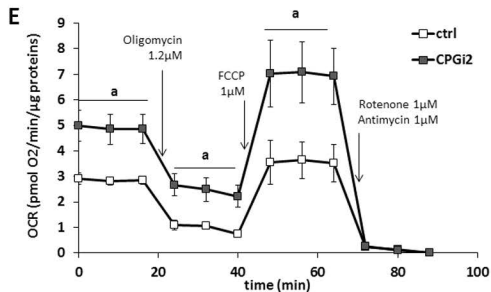 E
9
8
7
6
5
4
3
2
1
0
OCR (pmol O2/min/µg proteins)
a
Oligomycin
1.2µM
a
FCCP
1µM
a
Rotenone 1µM
Antimycin 1µM
ctrl
CPGi2
0 20 40 60 80 100
time (min)